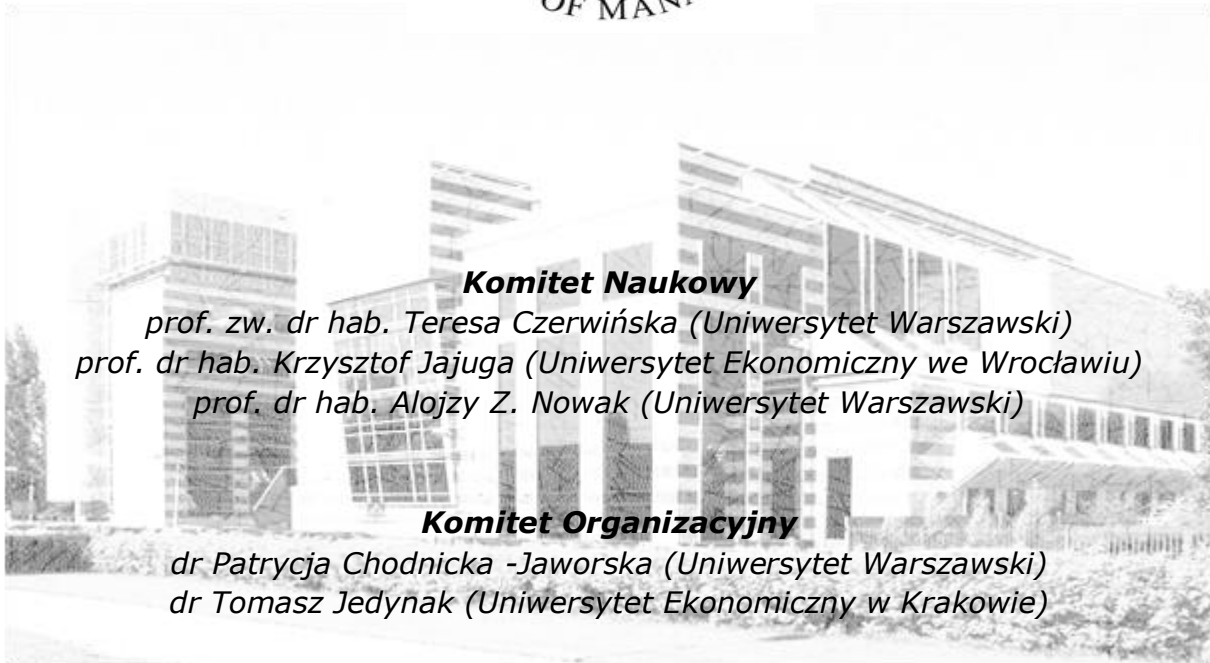 OF MANA
Komitet Naukowy
prof. zw. dr hab. Teresa Czerwińska (Uniwersytet Warszawski)
prof. dr hab. Krzysztof Jajuga (Uniwersytet Ekonomiczny we Wrocławiu)
prof. dr hab. Alojzy Z. Nowak (Uniwersytet Warszawski)
Komitet Organizacyjny
dr Patrycja Chodnicka -Jaworska (Uniwersytet Warszawski)
dr Tomasz Jedynak (Uniwersytet Ekonomiczny w Krakowie)